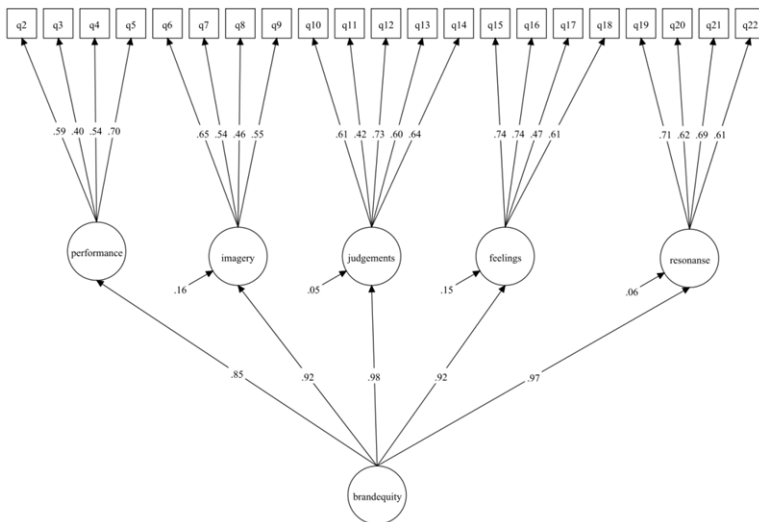 q2 q3 q4 q5 q6 q7 q8 q9 q10 q11 q12 q13 q14 q15 q16 q17 q18 q19 q20 q21 q22
.59 .40 .54 .70 .65 .54 .46 .55 .61 .42 .73 .60 .64 .74 .74 .47 .61 .71 .62 .69 .61
performance imagery judgements feelings resonanse
.16 .05 .15 .06
.85 .92 .98 .92 .97
brandequity